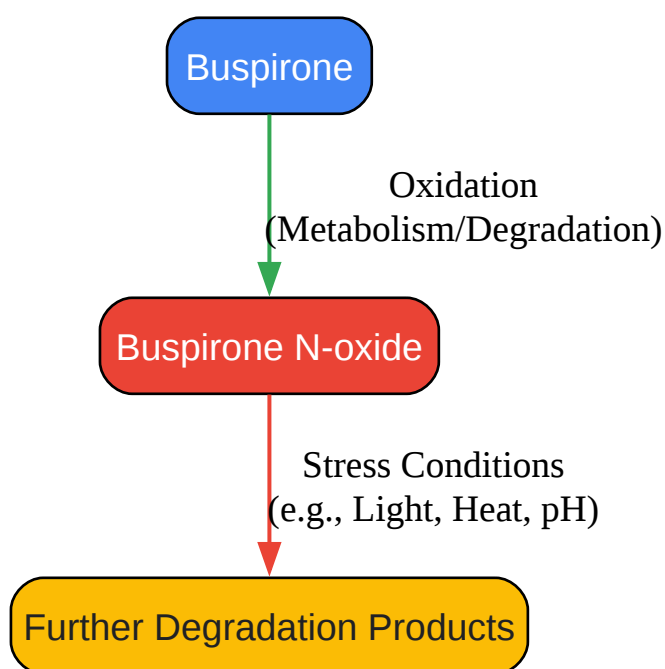 Buspirone
Oxidation
(Metabolism/Degradation)
Buspirone N-oxide
Stress Conditions
(e.g., Light, Heat, pH)
Further Degradation Products